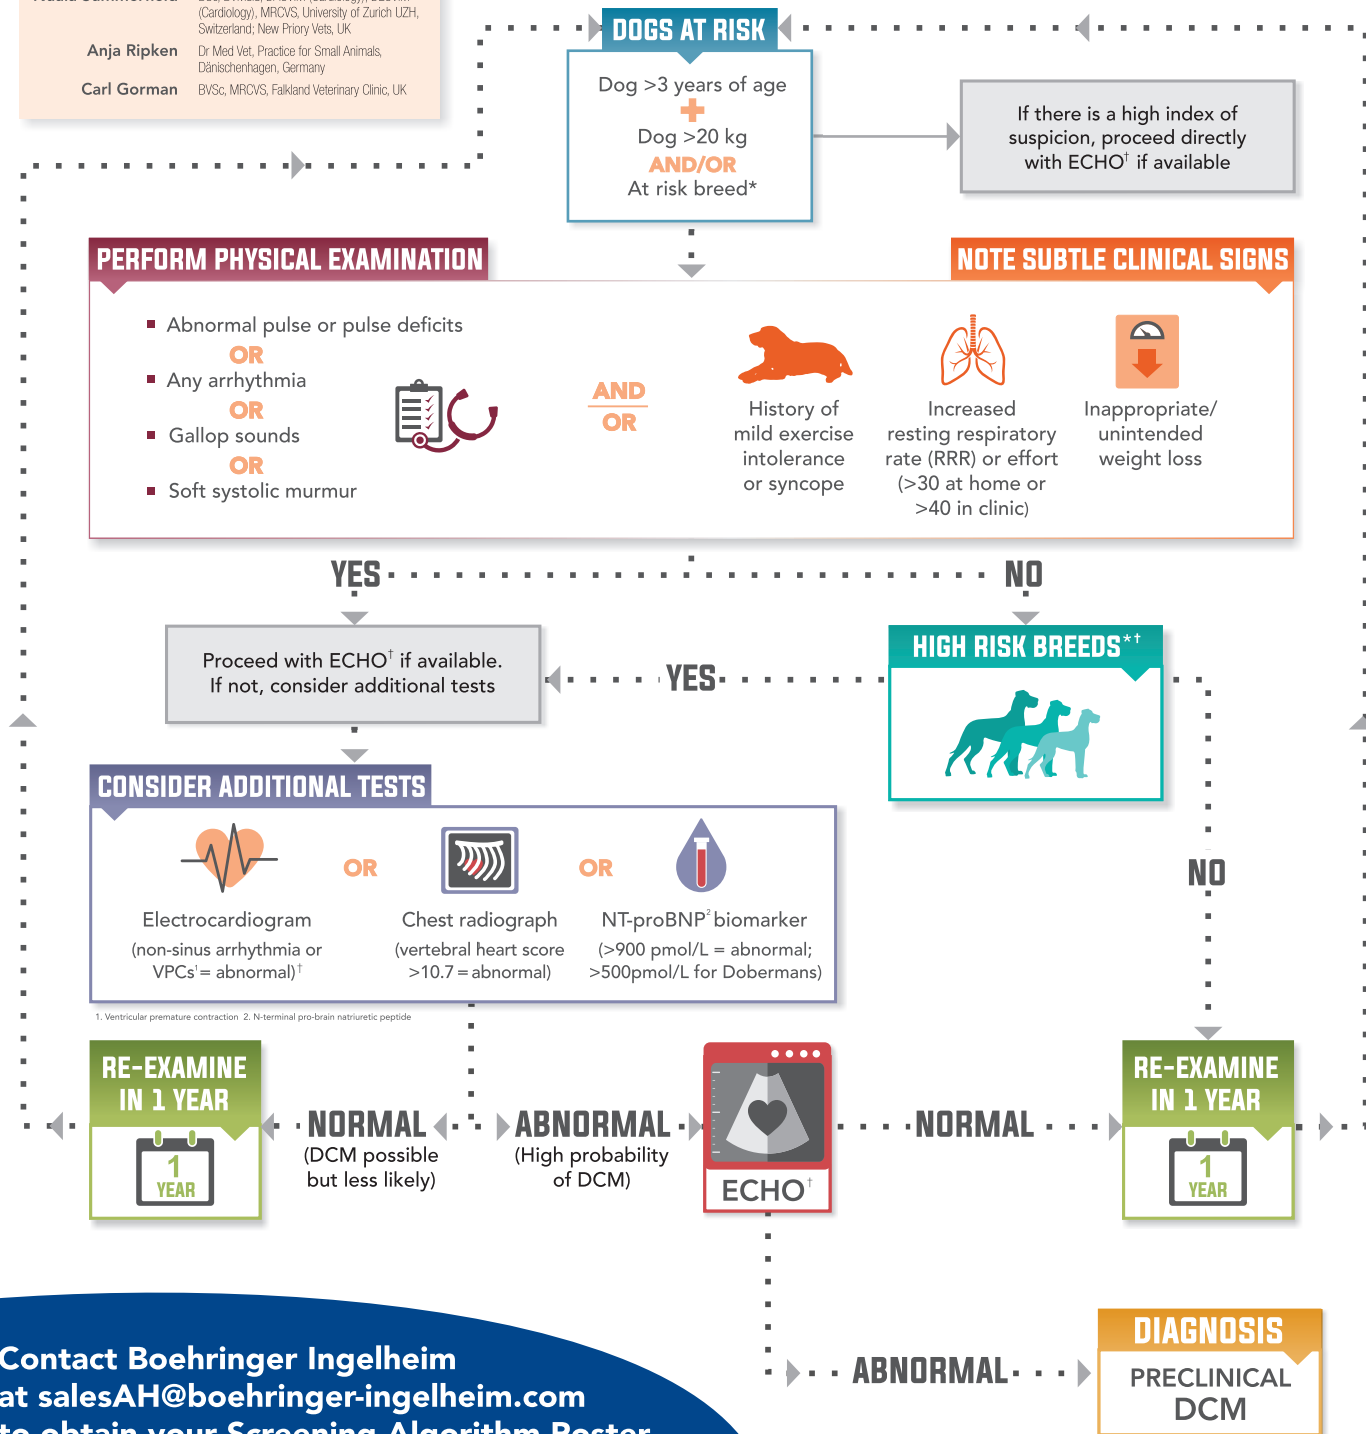 (Cardiology), MRCVS, University of Zurich UZH,
Switzerland; New Priory Vets, UK
Anja Ripken
Dr Med Vet, Practice for Small Animals,
Dänischenhagen, Germany
Carl Gorman
BVSc, MRCVS, Falkland Veterinary Clinic, UK
DOGS AT RISK
Dog >3 years of age
+
Dog >20 kg
AND/OR
At risk breed*
If there is a high index of
suspicion, proceed directly
with ECHO† if available
PERFORM PHYSICAL EXAMINATION
Abnormal pulse or pulse deficits
OR
Any arrhythmia
OR
Gallop sounds
OR
Soft systolic murmur
AND
OR
NOTE SUBTLE CLINICAL SIGNS
History of
mild exercise
intolerance
or syncope
Increased
resting respiratory
rate (RRR) or effort
(>30 at home or
>40 in clinic)
Inappropriate/
unintended
weight loss
YES
NO
Proceed with ECHO† if available.
If not, consider additional tests
YES
HIGH RISK BREEDS*†
NO
CONSIDER ADDITIONAL TESTS
Electrocardiogram
(non-sinus arrhythmia or
VPCs¹ = abnormal)†
OR
Chest radiograph
(vertebral heart score
>10.7 = abnormal)
OR
NT-proBNP² biomarker
(>900 pmol/L = abnormal;
>500pmol/L for Dobermans)
1. Ventricular premature contraction 2. N-terminal pro-brain natriuretic peptide
RE-EXAMINE
IN 1 YEAR
1
YEAR
NORMAL
(DCM possible
but less likely)
ABNORMAL
(High probability
of DCM)
ECHO†
NORMAL
RE-EXAMINE
IN 1 YEAR
1
YEAR
ABNORMAL
DIAGNOSIS
PRECLINICAL
DCM
Contact Boehringer Ingelheim
at salesAH@boehringer-ingelheim.com
to obtain your Screening Algorithm Poster